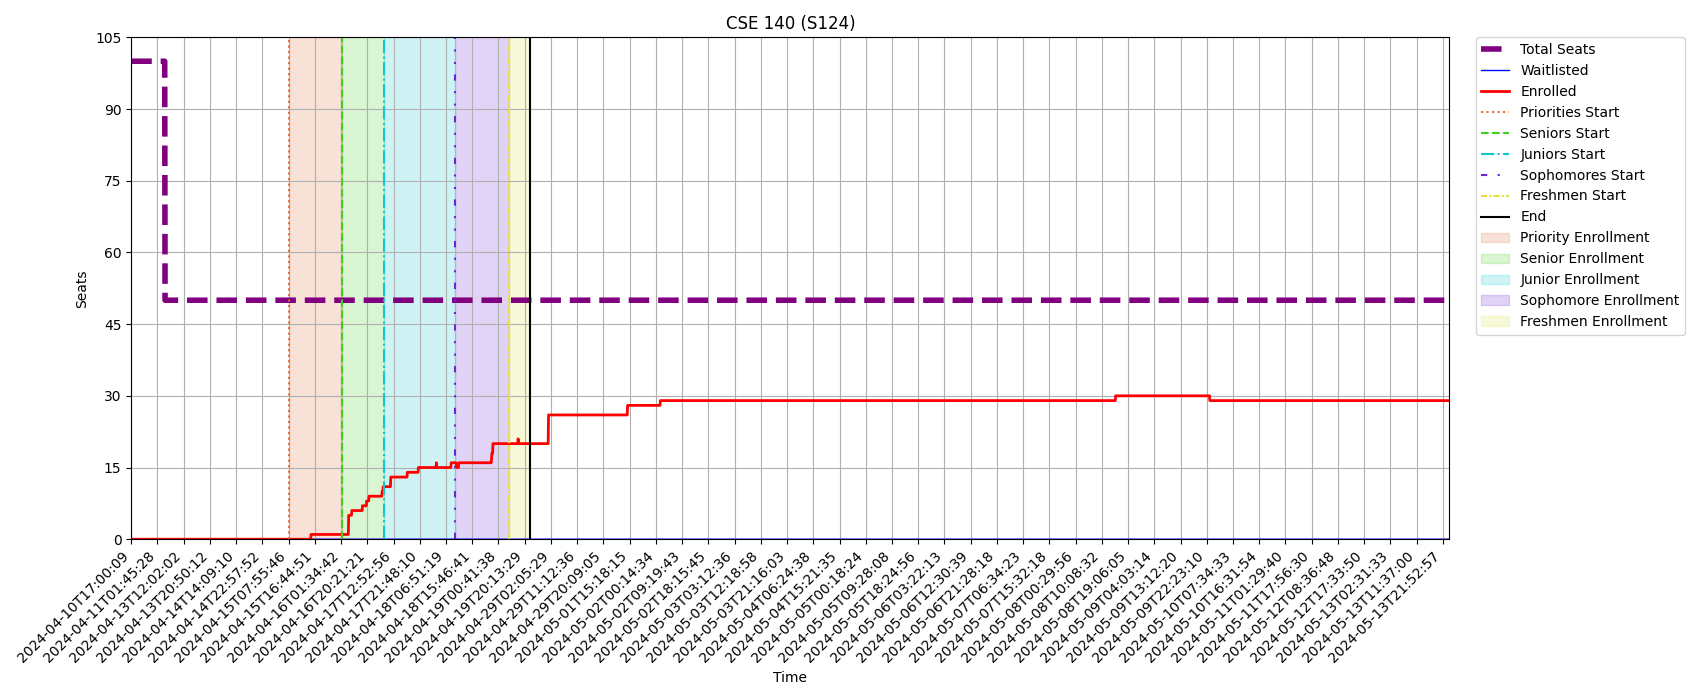 CSE 140 (S124)
105
90
75
60
45
30
15
0
Seats
2024-04-10T17:00:09
2024-04-11T01:45:28
2024-04-13T02:02:02
2024-04-13T20:50:12
2024-04-14T14:09:10
2024-04-14T22:57:52
2024-04-15T07:55:46
2024-04-15T16:44:51
2024-04-16T01:34:42
2024-04-16T20:21:21
2024-04-17T12:52:56
2024-04-17T21:48:10
2024-04-18T06:51:19
2024-04-18T15:46:41
2024-04-19T00:41:38
2024-04-19T20:13:29
2024-04-29T02:05:29
2024-04-29T11:12:36
2024-04-29T20:09:05
2024-05-01T15:18:15
2024-05-02T00:14:34
2024-05-02T09:19:43
2024-05-02T18:15:45
2024-05-03T03:12:36
2024-05-03T12:18:58
2024-05-03T21:16:03
2024-05-04T06:24:38
2024-05-04T15:21:35
2024-05-05T00:18:24
2024-05-05T09:28:08
2024-05-05T18:24:56
2024-05-06T03:22:13
2024-05-06T12:30:39
2024-05-06T21:28:18
2024-05-07T06:34:23
2024-05-07T15:32:18
2024-05-08T00:29:56
2024-05-08T10:08:32
2024-05-08T19:06:05
2024-05-09T04:03:14
2024-05-09T13:12:20
2024-05-09T22:23:10
2024-05-10T07:34:33
2024-05-10T16:31:54
2024-05-11T01:29:40
2024-05-11T17:56:30
2024-05-12T08:36:48
2024-05-12T17:33:50
2024-05-13T02:31:33
2024-05-13T11:37:00
2024-05-13T21:52:57
Time
Total Seats
Waitlisted
Enrolled
Priorities Start
Seniors Start
Juniors Start
Sophomores Start
Freshmen Start
End
Priority Enrollment
Senior Enrollment
Junior Enrollment
Sophomore Enrollment
Freshmen Enrollment